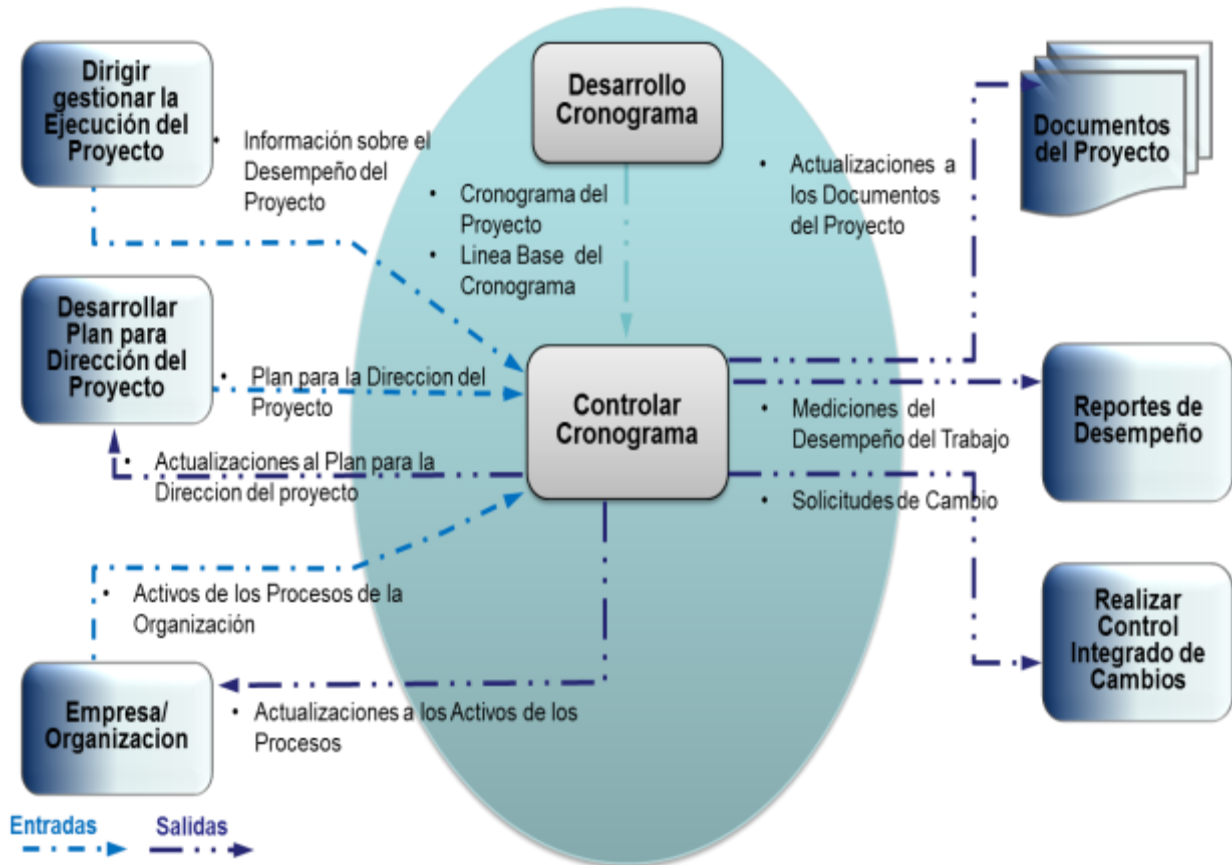 Dirigir
gestionar la
Ejecución del
Proyecto
• Información sobre el
Desempeño del
Proyecto
Desarrollo
Cronograma
• Cronograma del
Proyecto
• Linea Base del
Cronograma
• Actualizaciones a
los Documentos
del Proyecto
Documentos
del Proyecto
Desarrollar
Plan para
Dirección del
Proyecto
• Plan para la Direccion del
Proyecto
• Actualizaciones al Plan para la
Direccion del proyecto
Controlar
Cronograma
• Mediciones del
Desempeño del Trabajo
• Solicitudes de Cambio
Reportes de
Desempeño
• Activos de los Procesos de la
Organización
Empresa/
Organizacion
• Actualizaciones a los Activos de los
Procesos
Realizar
Control
Integrado de
Cambios
Entradas
Salidas